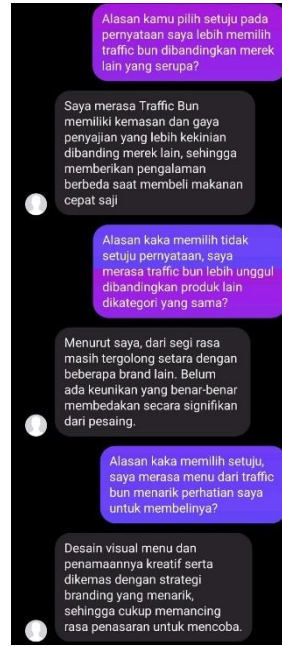 Alasan kamu pilih setuju pada
pernyataan saya lebih memilih
traffic bun dibandingkan merek
lain yang serupa?
Saya merasa Traffic Bun
memiliki kemasan dan gaya
penyajian yang lebih kekinian
dibanding merek lain, sehingga
memberikan pengalaman
berbeda saat membeli makanan
cepat saji
Alasan kaka memilih tidak
setuju pernyataan, saya
merasa traffic bun lebih unggul
dibandingkan produk lain
dikategori yang sama?
Menurut saya, dari segi rasa
masih tergolong setara dengan
beberapa brand lain. Belum
ada keunikan yang benar-benar
membedakan secara signifikan
dari pesaing.
Alasan kaka memilih setuju,
saya merasa menu dari traffic
bun menarik perhatian saya
untuk membelinya?
Desain visual menu dan
penamaannya kreatif serta
dikemas dengan strategi
branding yang menarik,
sehingga cukup memancing
rasa penasaran untuk mencoba.